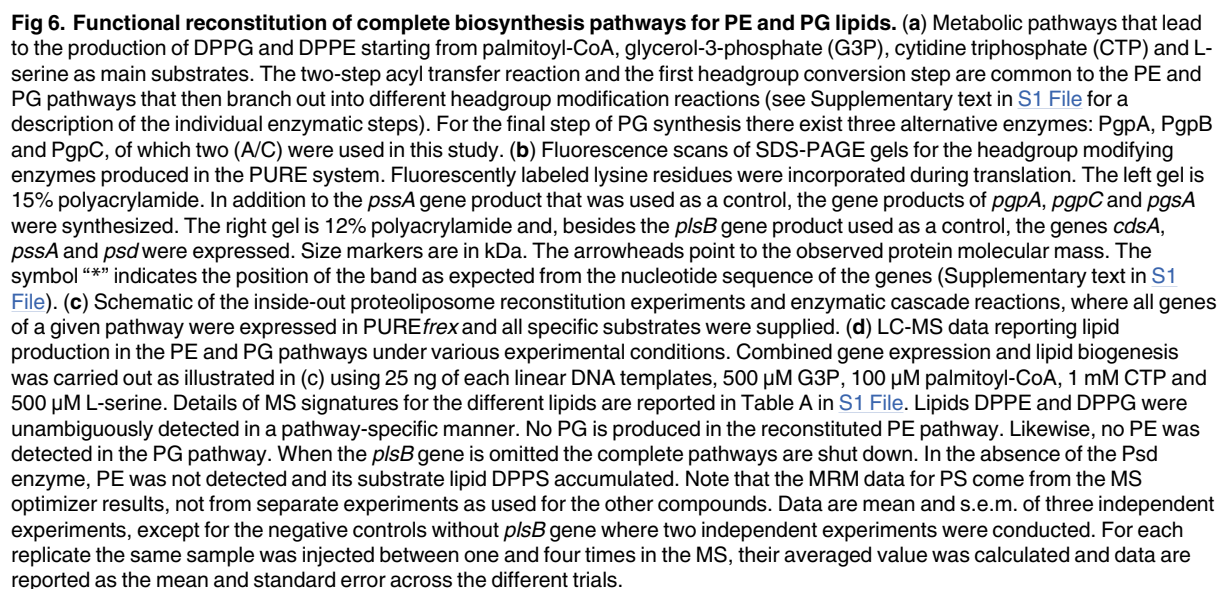 Fig 6. Functional reconstitution of complete biosynthesis pathways for PE and PG lipids. (a) Metabolic pathways that lead
to the production of DPPG and DPPE starting from palmitoyl-CoA, glycerol-3-phosphate (G3P), cytidine triphosphate (CTP) and L-
serine as main substrates. The two-step acyl transfer reaction and the first headgroup conversion step are common to the PE and
PG pathways that then branch out into different headgroup modification reactions (see Supplementary text in S1 File for a
description of the individual enzymatic steps). For the final step of PG synthesis there exist three alternative enzymes: PgpA, PgpB
and PgpC, of which two (A/C) were used in this study. (b) Fluorescence scans of SDS-PAGE gels for the headgroup modifying
enzymes produced in the PURE system. Fluorescently labeled lysine residues were incorporated during translation. The left gel is
15% polyacrylamide. In addition to the pssA gene product that was used as a control, the gene products of pgpA, pgpC and pgsA
were synthesized. The right gel is 12% polyacrylamide and, besides the plsB gene product used as a control, the genes cdsA,
pssA and psd were expressed. Size markers are in kDa. The arrowheads point to the observed protein molecular mass. The
symbol “*” indicates the position of the band as expected from the nucleotide sequence of the genes (Supplementary text in S1
File). (c) Schematic of the inside-out proteoliposome reconstitution experiments and enzymatic cascade reactions, where all genes
of a given pathway were expressed in PUREfrex and all specific substrates were supplied. (d) LC-MS data reporting lipid
production in the PE and PG pathways under various experimental conditions. Combined gene expression and lipid biogenesis
was carried out as illustrated in (c) using 25 ng of each linear DNA templates, 500 μM G3P, 100 μM palmitoyl-CoA, 1 mM CTP and
500 μM L-serine. Details of MS signatures for the different lipids are reported in Table A in S1 File. Lipids DPPE and DPPG were
unambiguously detected in a pathway-specific manner. No PG is produced in the reconstituted PE pathway. Likewise, no PE was
detected in the PG pathway. When the plsB gene is omitted the complete pathways are shut down. In the absence of the Psd
enzyme, PE was not detected and its substrate lipid DPPS accumulated. Note that the MRM data for PS come from the MS
optimizer results, not from separate experiments as used for the other compounds. Data are mean and s.e.m. of three independent
experiments, except for the negative controls without plsB gene where two independent experiments were conducted. For each
replicate the same sample was injected between one and four times in the MS, their averaged value was calculated and data are
reported as the mean and standard error across the different trials.